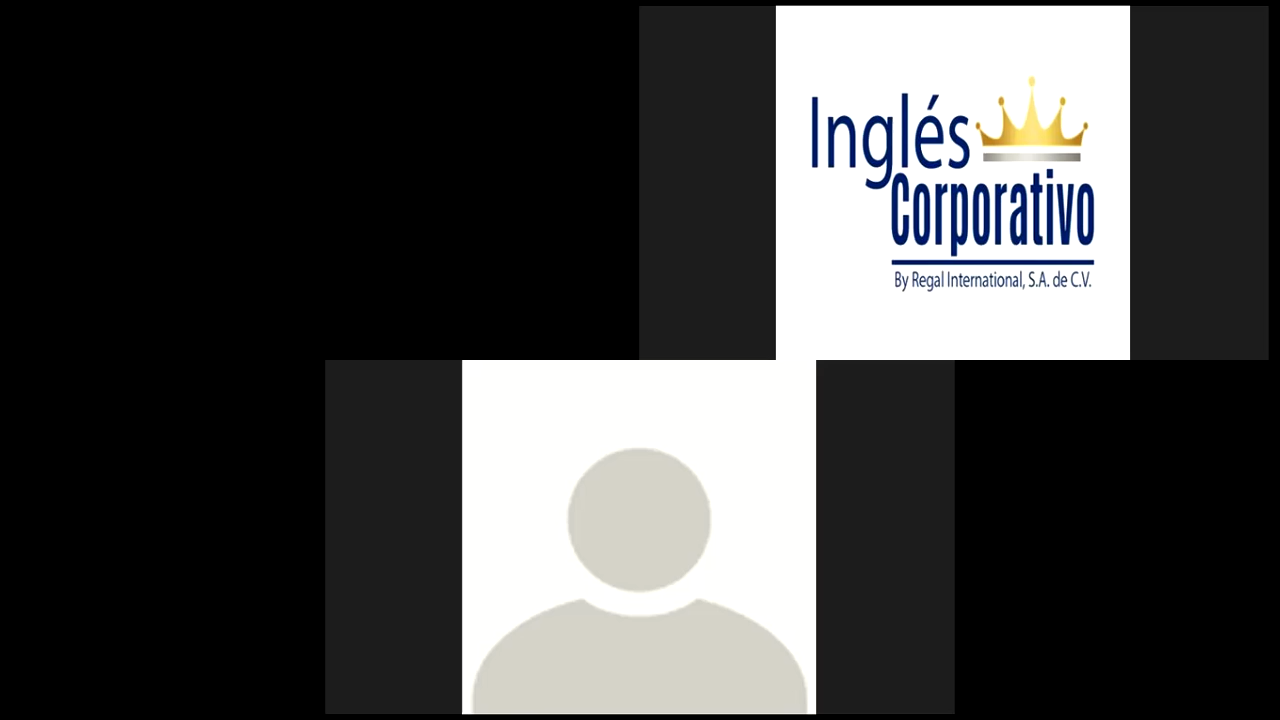 Inglés
Corporativo
By Regal International, S.A. de C.V.